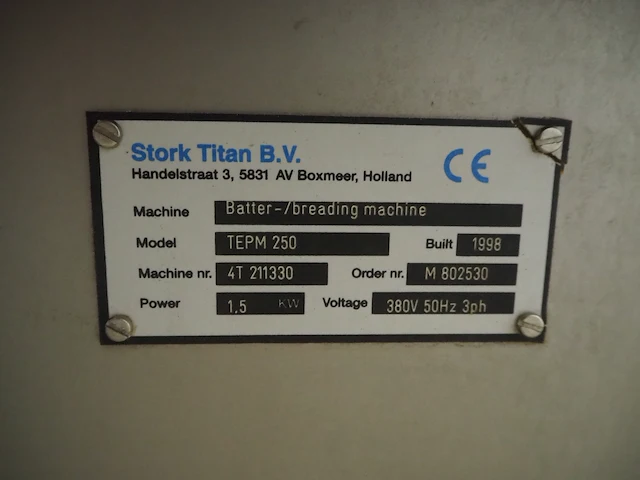 Stork Titan B.V.
Handelstraat 3, 5831 AV Boxmeer, Holland
CE
Machine Batter-/breading machine
Model TEPM 250 Built 1998
Machine nr. 4T 211330 Order nr. M 802530
Power 1,5 KW Voltage 380V 50Hz 3ph